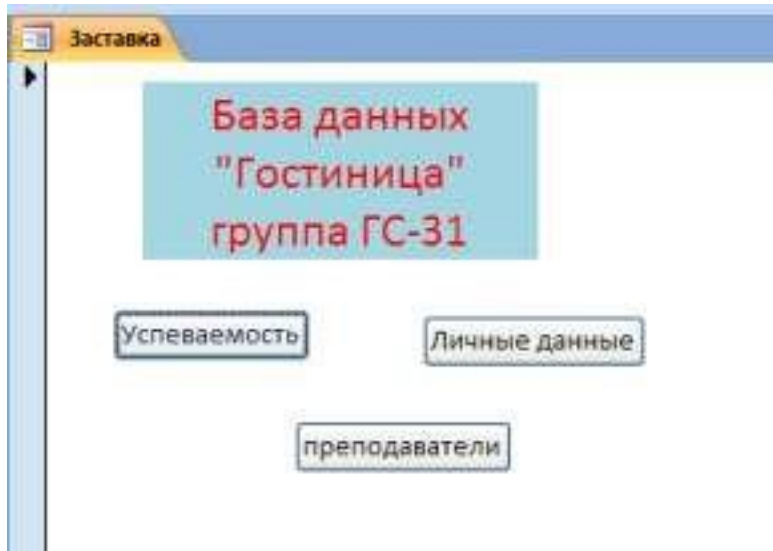 Заставка
База данных
"Гостиница"
группа ГС-31
Успеваемость
Личные данные
преподаватели